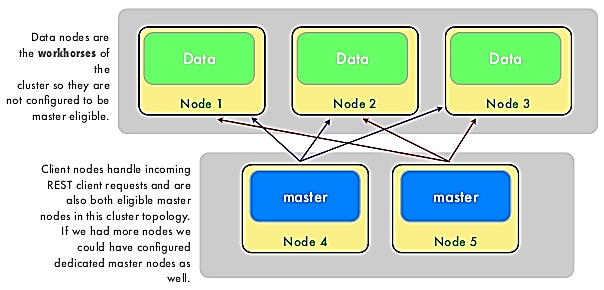 Data nodes are
the workhorses of
the
cluster so they are
not configured to be
master eligible.
Data
Data
Data
Node 1
Node 2
Node 3
Client nodes handle incoming
REST client requests and are
also both eligible master
nodes in this cluster topology.
If we had more nodes we
could have configured
dedicated master nodes as
well.
master
master
Node 4
Node 5